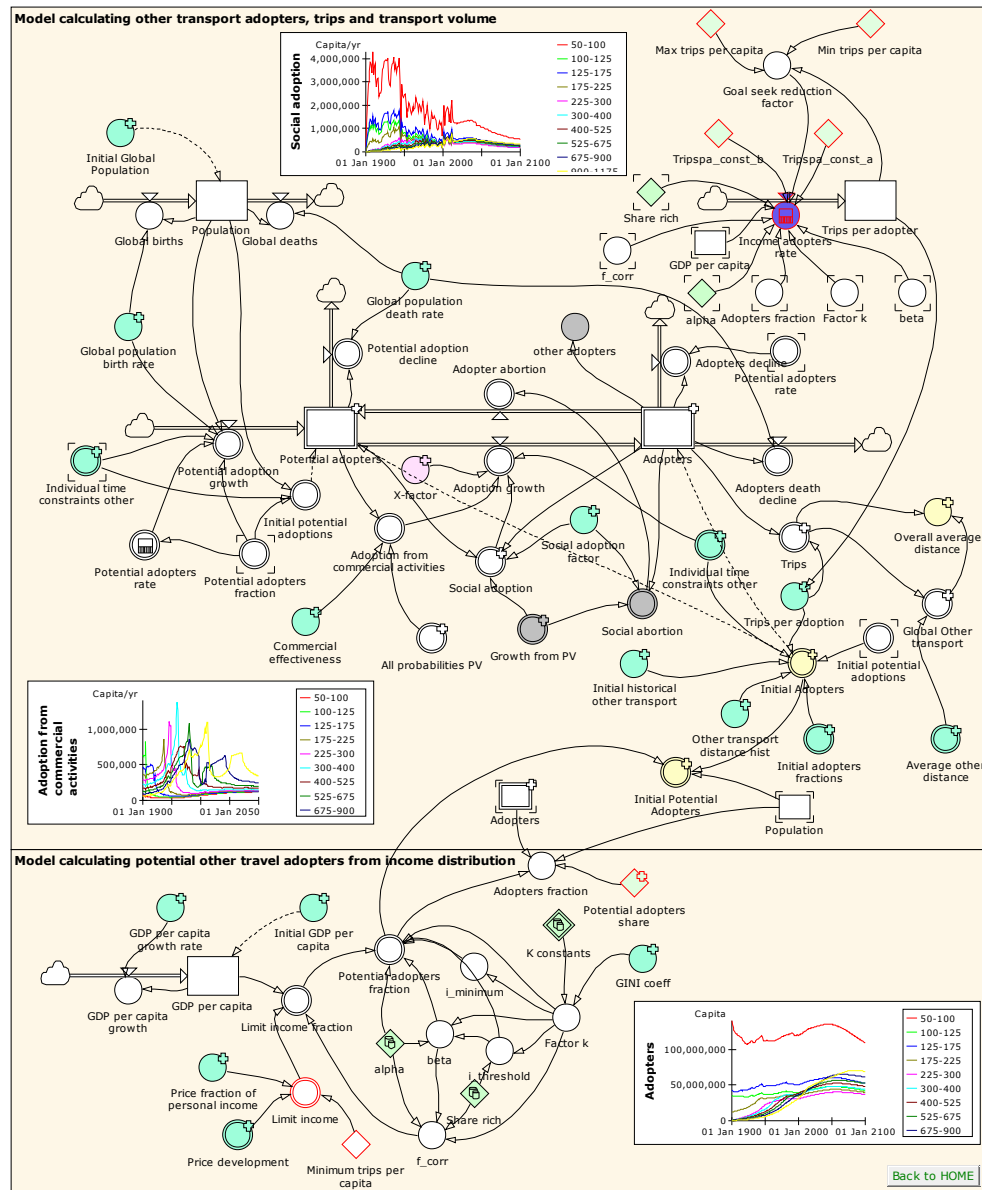 Model calculating other transport adopters, trips and transport volume
Max trips per capita
Min trips per capita
Goal seek reduction
factor
Social adoption
Capita/yr
4,000,000
3,000,000
2,000,000
1,000,000
0
01 Jan 1900
01 Jan 2000
01 Jan 2100
50-100
100-125
125-175
175-225
225-300
300-400
400-525
525-675
675-900
900-1175
Initial Global
Population
Tripspa_const_b
Tripspa_const_a
Share rich
Global births
Population
Global deaths
f_corr
GDP per capita
Income adopters
rate
Trips per adopter
alpha
Adopters fraction
Factor k
beta
Global population
death rate
Global population
birth rate
Potential adoption
decline
other adopters
Adopters decline
Potential adopters
rate
Adopter abortion
Potential adopters
Adopters
Individual time
constraints other
Potential adoption
growth
Initial potential
adoptions
X-factor
Adoption growth
Adopters death
decline
Potential adopters
rate
Potential adopters
fraction
Adoption from
commercial activities
Social adoption
Social adoption
factor
Individual time
constraints other
Trips
Overall average
distance
Commercial
effectiveness
All probabilities PV
Growth from PV
Social abortion
Trips per adoption
Global Other
transport
Initial potential
adoptions
Initial historical
other transport
Initial Adopters
Other transport
distance hist
Initial adopters
fractions
Average other
distance
Adoption from
commercial
activities
Capita/yr
1,000,000
500,000
0
01 Jan 1900
01 Jan 2050
50-100
100-125
125-175
175-225
225-300
300-400
400-525
525-675
675-900
Adopters
Initial Potential
Adopters
Population
Model calculating potential other travel adopters from income distribution
Adopters fraction
Potential adopters
share
GDP per capita
growth rate
Initial GDP per
capita
K constants
GINI coeff
GDP per capita
growth
GDP per capita
Limit income fraction
Potential adopters
fraction
i_minimum
Factor k
alpha
beta
i_threshold
Share rich
f_corr
Price fraction of
personal income
Limit income
Price development
Minimum trips per
capita
Adopters
Capita
100,000,000
50,000,000
0
01 Jan 1900
01 Jan 2000
01 Jan 2100
50-100
100-125
125-175
175-225
225-300
300-400
400-525
525-675
675-900
Back to HOME